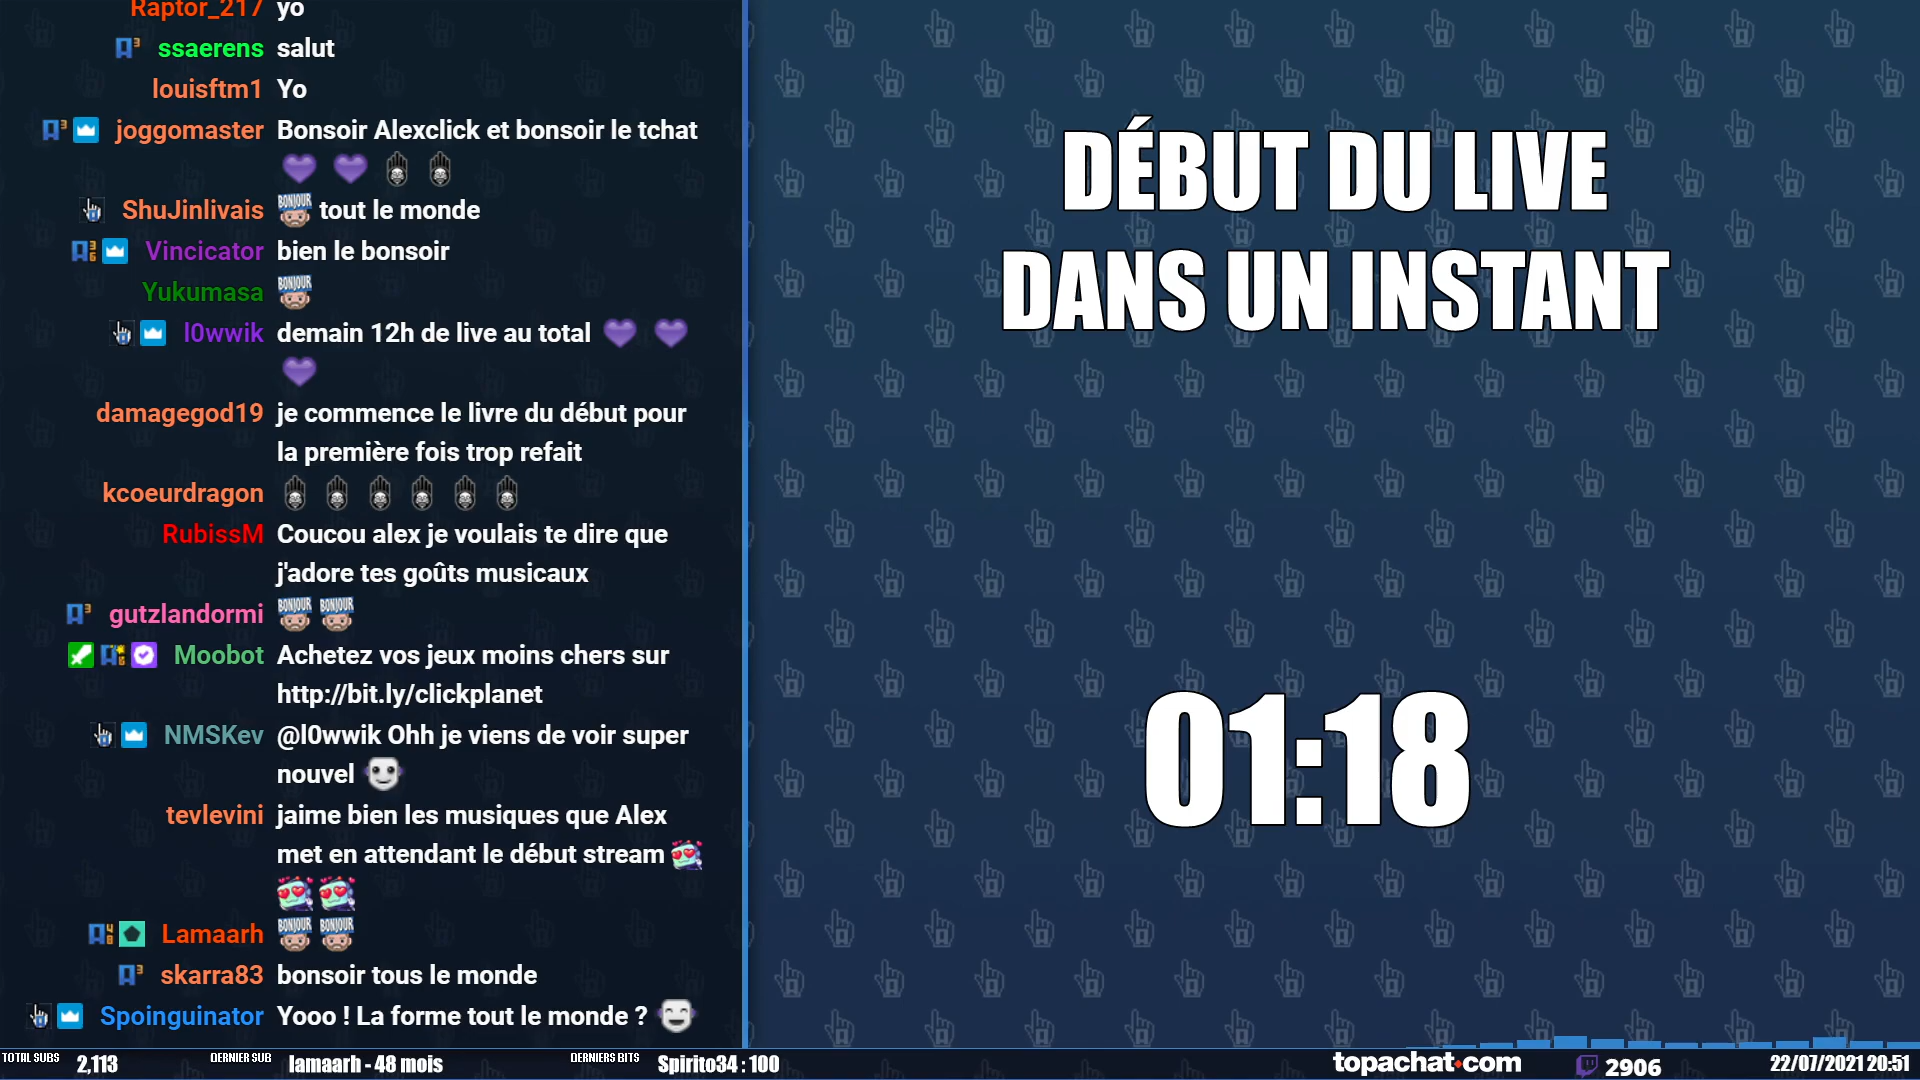 Raptor_217 yo
ssaerens salut
louisftm1 Yo
joggomaster Bonsoir Alexclick et bonsoir le tchat
ShuJinlivais BONJOUR tout le monde
Vincicator bien le bonsoir
Yukumasa BONJOUR
l0wwik demain 12h de live au total
damagegod19 je commence le livre du début pour
la première fois trop refait
kcoeurdragon
RubissM Coucou alex je voulais te dire que
j'adore tes goûts musicaux
gutzlandormi BONJOUR BONJOUR
Moobot Achetez vos jeux moins chers sur
http://bit.ly/clickplanet
NMSKev @l0wwik Ohh je viens de voir super
nouvel
tevlevini jaime bien les musiques que Alex
met en attendant le début stream
Lamaarh BONJOUR BONJOUR
skarra83 bonsoir tous le monde
Spoinguinator Yooo ! La forme tout le monde ?
DÉBUT DU LIVE
DANS UN INSTANT
01:18
TOTAL SUBS 2,113 DERNIER SUB lamaarh - 48 mois DERNIERS BITS Spirito34 : 100 topachat.com 2906 22/07/2021 20:51